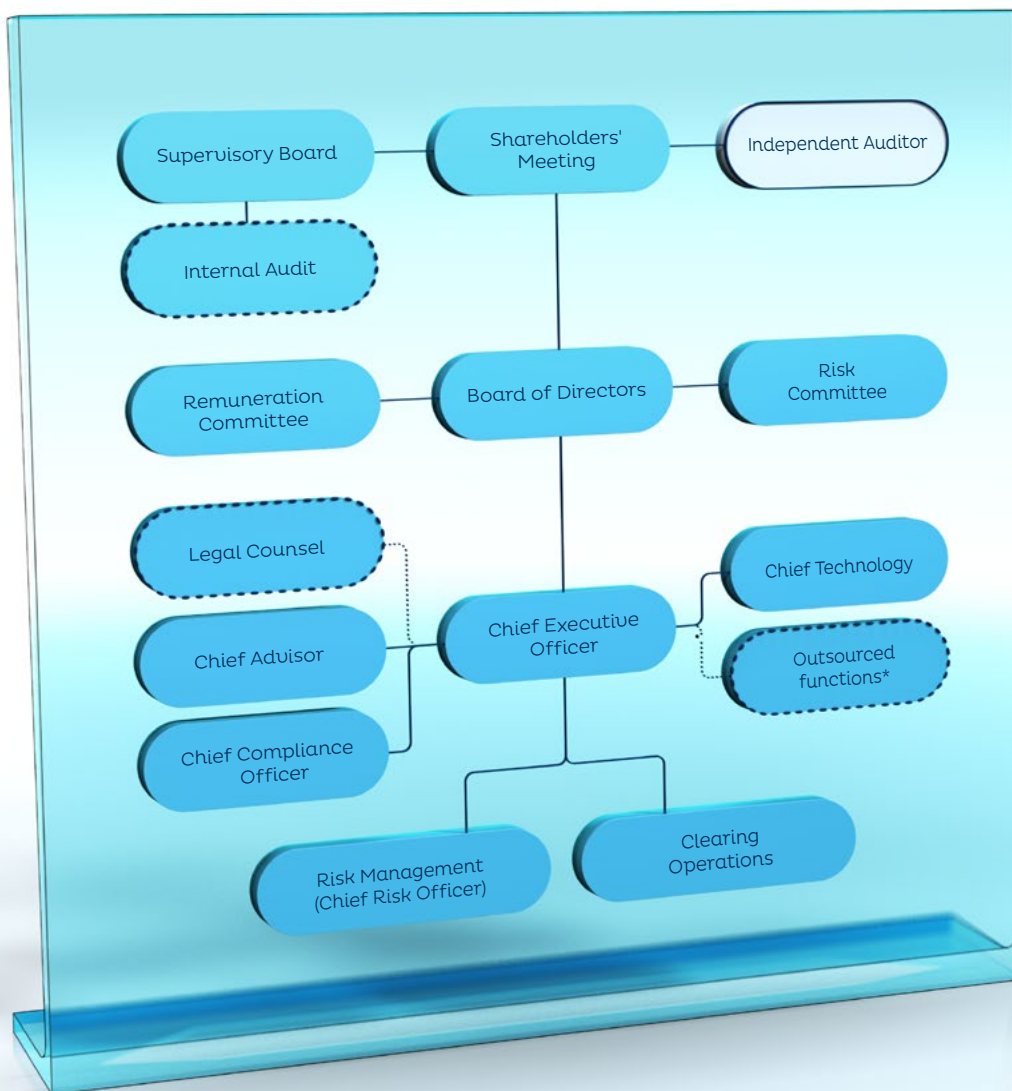 Supervisory Board
Shareholders'
Meeting
Independent Auditor
Internal Audit
Remuneration
Committee
Board of Directors
Risk
Committee
Legal Counsel
Chief Advisor
Chief Compliance
Officer
Chief Executive
Officer
Chief Technology
Outsourced
functions*
Risk Management
(Chief Risk Officer)
Clearing
Operations